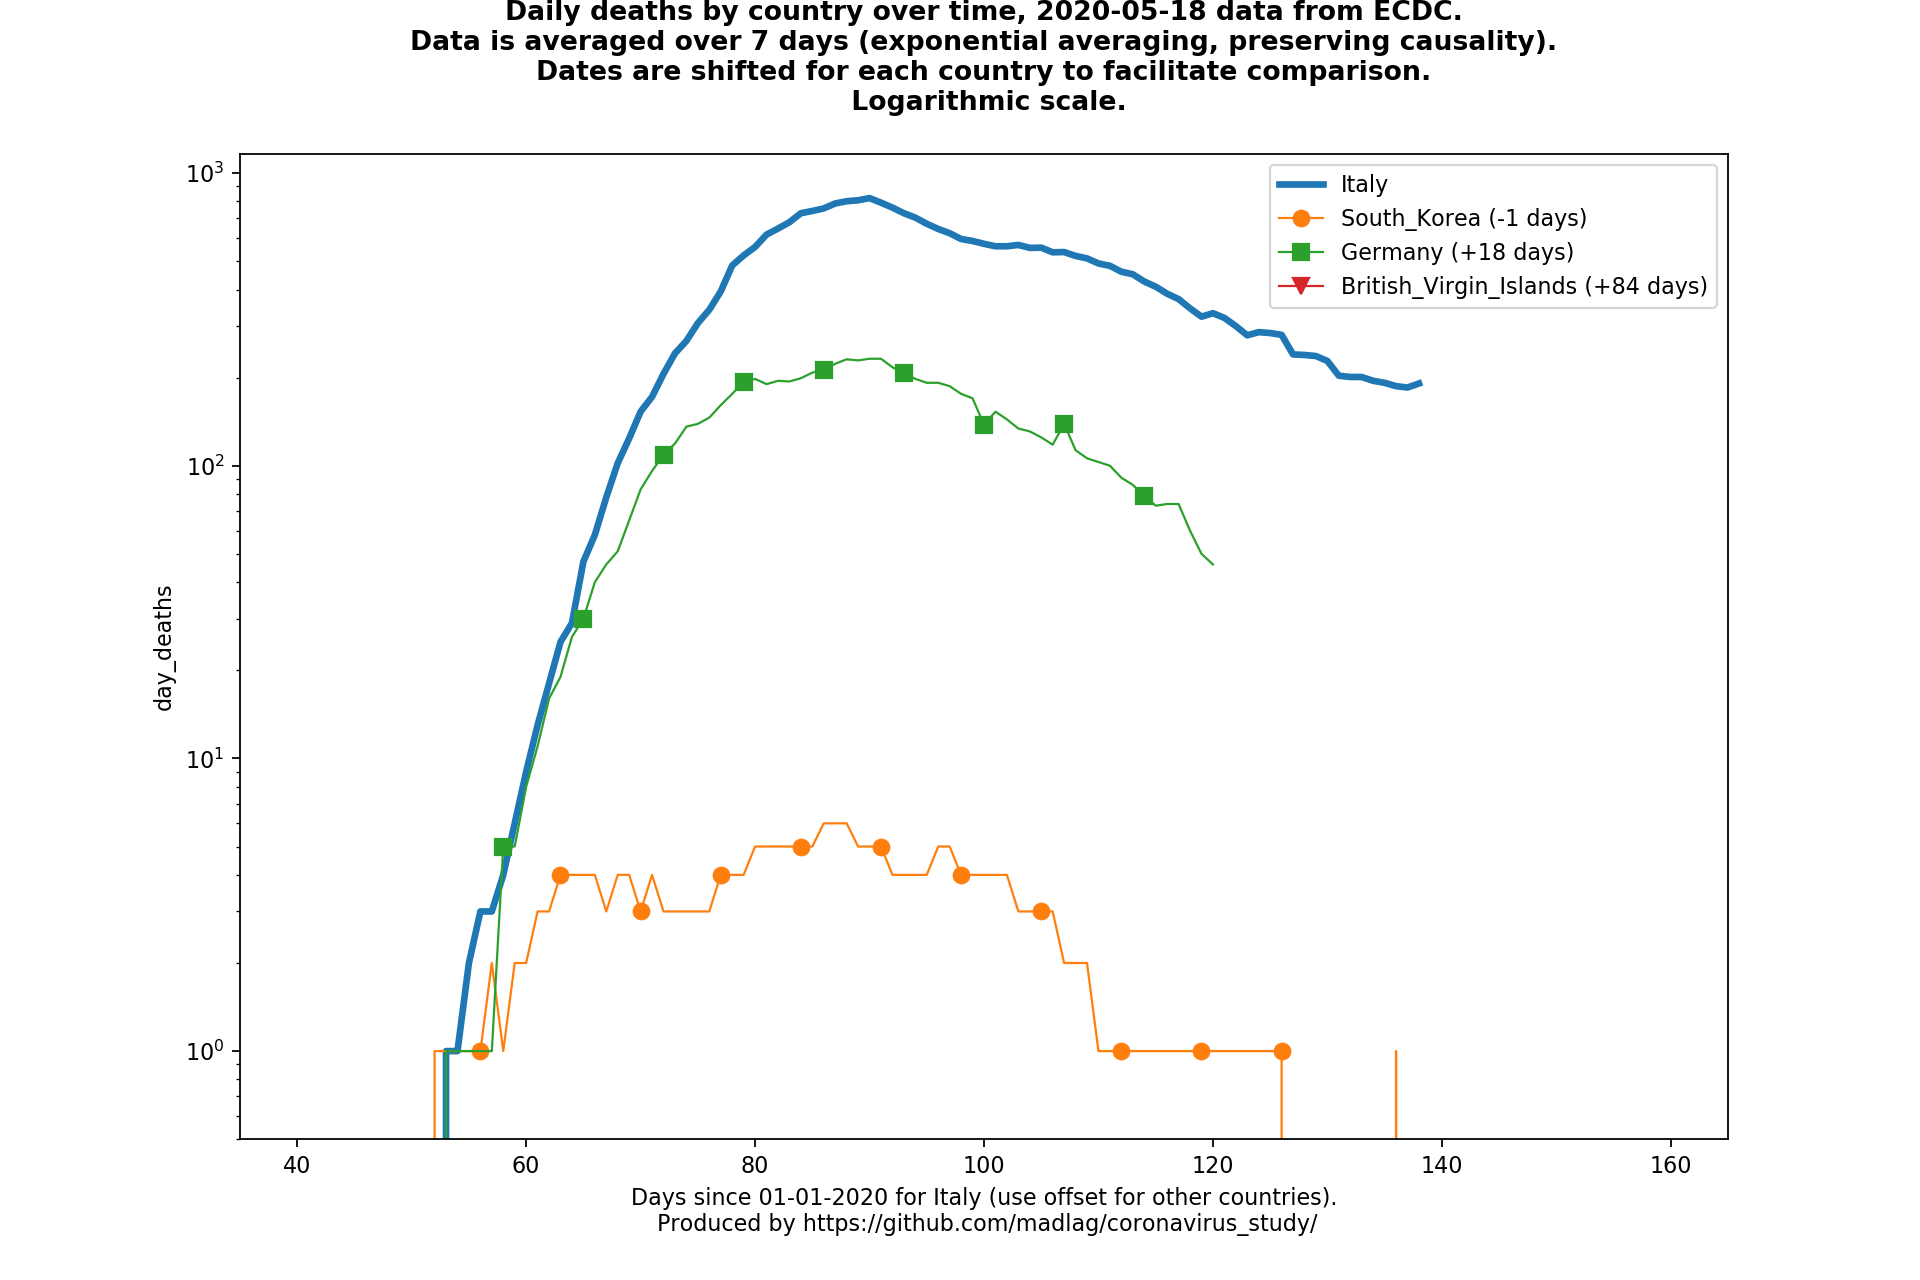 Daily deaths by country over time, 2020-05-18 data from ECDC.
Data is averaged over 7 days (exponential averaging, preserving causality).
Dates are shifted for each country to facilitate comparison.
Logarithmic scale.
10³
10²
10¹
10⁰
day_deaths
Italy
South_Korea (-1 days)
Germany (+18 days)
British_Virgin_Islands (+84 days)
40 60 80 100 120 140 160
Days since 01-01-2020 for Italy (use offset for other countries).
Produced by https://github.com/madlag/coronavirus_study/